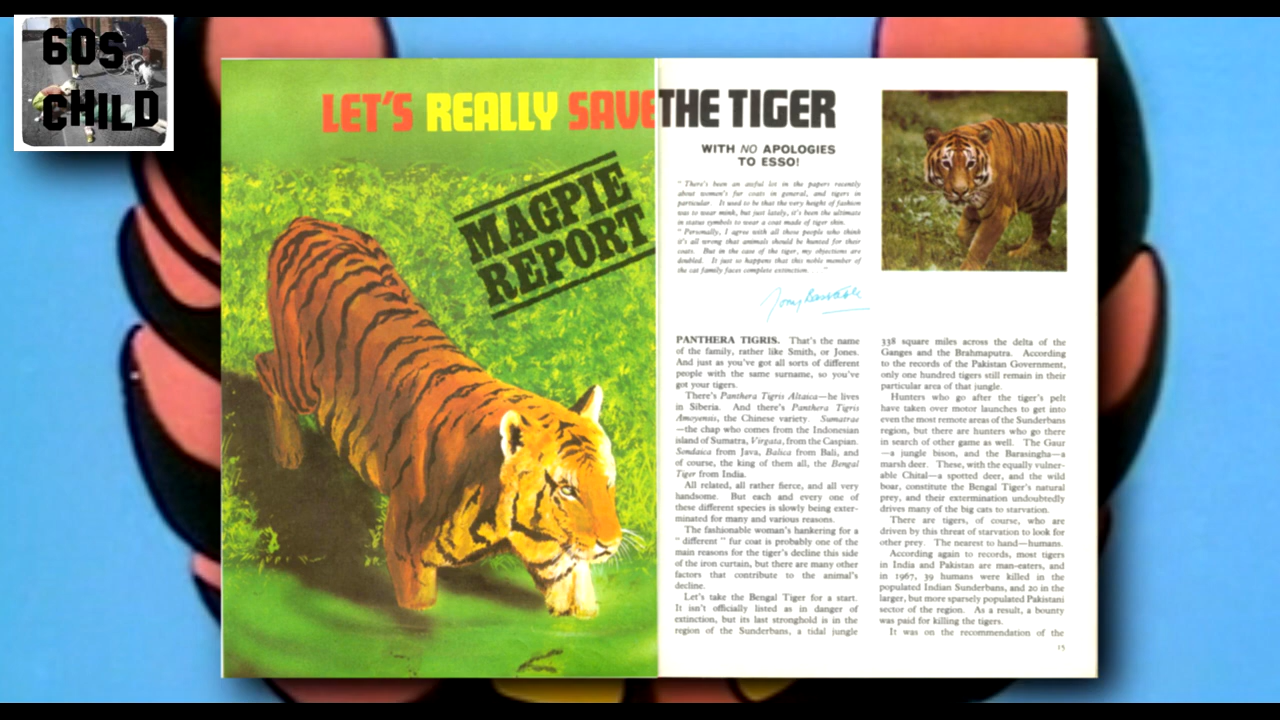 60s
CHILD
LET'S REALLY SAVE THE TIGER
MAGPIE
REPORT
WITH NO APOLOGIES
TO ESSO!
" There's been an awful lot in the papers recently
about woman's fur coats in general, and tigers in
particular. It used to be that the very height of fashion
was to wear mink, but just lately, it's been the ultimate
in status symbols to wear a coat made of tiger skin.
" Personally, I agree with all those people who think
it's all wrong that animals should be hunted for their
coats. But in the case of the tiger, my objections are
doubled. It just so happens that this noble member of
the cat family faces complete extinction. . . . "
Tony Bastable
PANTHERA TIGRIS. That's the name
of the family, rather like Smith, or Jones.
And just as you've got all sorts of different
people with the same surname, so you've
got your tigers.
There's Panthera Tigris Altaica—he lives
in Siberia. And there's Panthera Tigris
Amoyensis, the Chinese variety. Sumatrae
—the chap who comes from the Indonesian
island of Sumatra, Virgata, from the Caspian.
Sondaica from Java, Balica from Bali, and
of course, the king of them all, the Bengal
Tiger from India.
All related, all rather fierce, and all very
handsome. But each and every one of
these different species is slowly being exter-
minated for many and various reasons.
The fashionable woman's hankering for a
" different " fur coat is probably one of the
main reasons for the tiger's decline this side
of the iron curtain, but there are many other
factors that contribute to the animal's
decline.
Let's take the Bengal Tiger for a start.
It isn't officially listed as in danger of
extinction, but its last stronghold is in the
region of the Sunderbans, a tidal jungle
338 square miles across the delta of the
Ganges and the Brahmaputra. According
to the records of the Pakistan Government,
only one hundred tigers still remain in their
particular area of that jungle.
Hunters who go after the tiger's pelt
have taken over motor launches to get into
even the most remote areas of the Sunderbans
region, but there are hunters who go there
in search of other game as well. The Gaur
—a jungle bison, and the Barasingha—a
marsh deer. These, with the equally vulner-
able Chital—a spotted deer, and the wild
boar, constitute the Bengal Tiger's natural
prey, and their extermination undoubtedly
drives many of the big cats to starvation.
There are tigers, of course, who are
driven by this threat of starvation to look for
other prey. The nearest to hand—humans.
According again to records, most tigers
in India and Pakistan are man-eaters, and
in 1967, 39 humans were killed in the
populated Indian Sunderbans, and 20 in the
larger, but more sparsely populated Pakistani
sector of the region. As a result, a bounty
was paid for killing the tigers.
It was on the recommendation of the
15